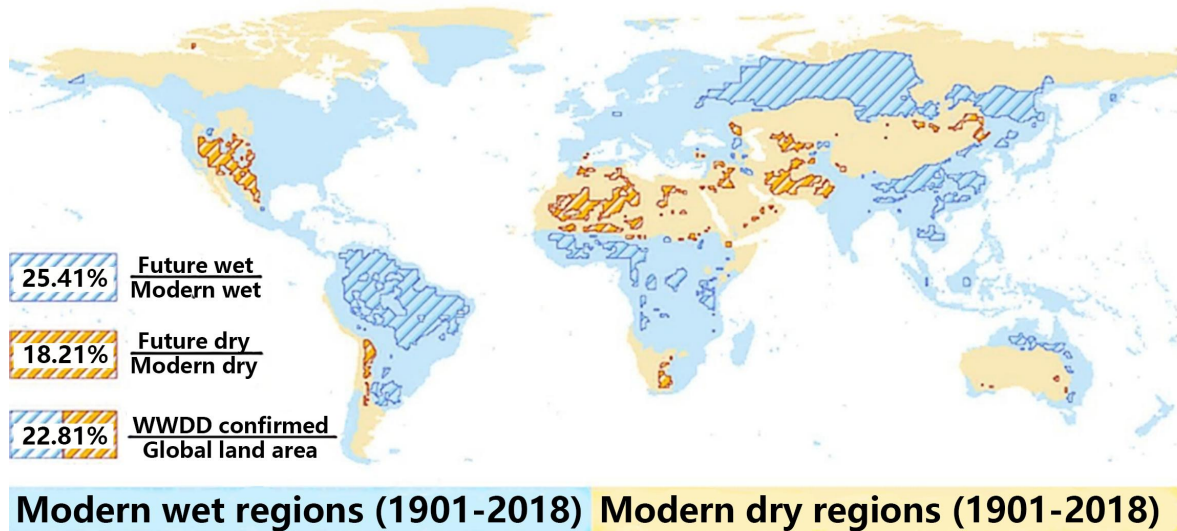 25.41%
Future wet
Modern wet
18.21%
Future dry
Modern dry
22.81%
WWDD confirmed
Global land area
Modern wet regions (1901-2018)
Modern dry regions (1901-2018)